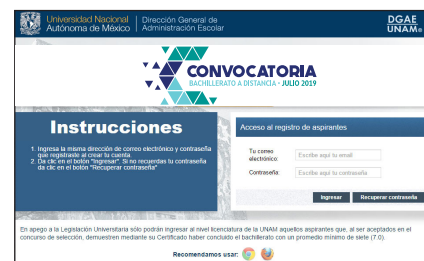 Universidad Nacional Autónoma de México
Dirección General de Administración Escolar
DGAE
UNAM
CONVOCATORIA
BACHILLERATO A DISTANCIA - JULIO 2019
Instrucciones
1. Ingresa la misma dirección de correo electrónico y contraseña
que registraste al crear tu cuenta.
2. Da clic en el botón "Ingresar". Si no recuerdas tu contraseña
da clic en el botón "Recuperar contraseña"
Acceso al registro de aspirantes
Tu correo
electrónico:
Escribe aquí tu email
Contraseña:
Escribe aquí tu contraseña
Ingresar
Recuperar contraseña
En apego a la Legislación Universitaria sólo podrán ingresar al nivel licenciatura de la UNAM aquellos aspirantes que, al ser aceptados en el
concurso de selección, demuestren mediante su Certificado haber concluido el bachillerato con un promedio mínimo de siete (7.0).
Recomendamos usar: